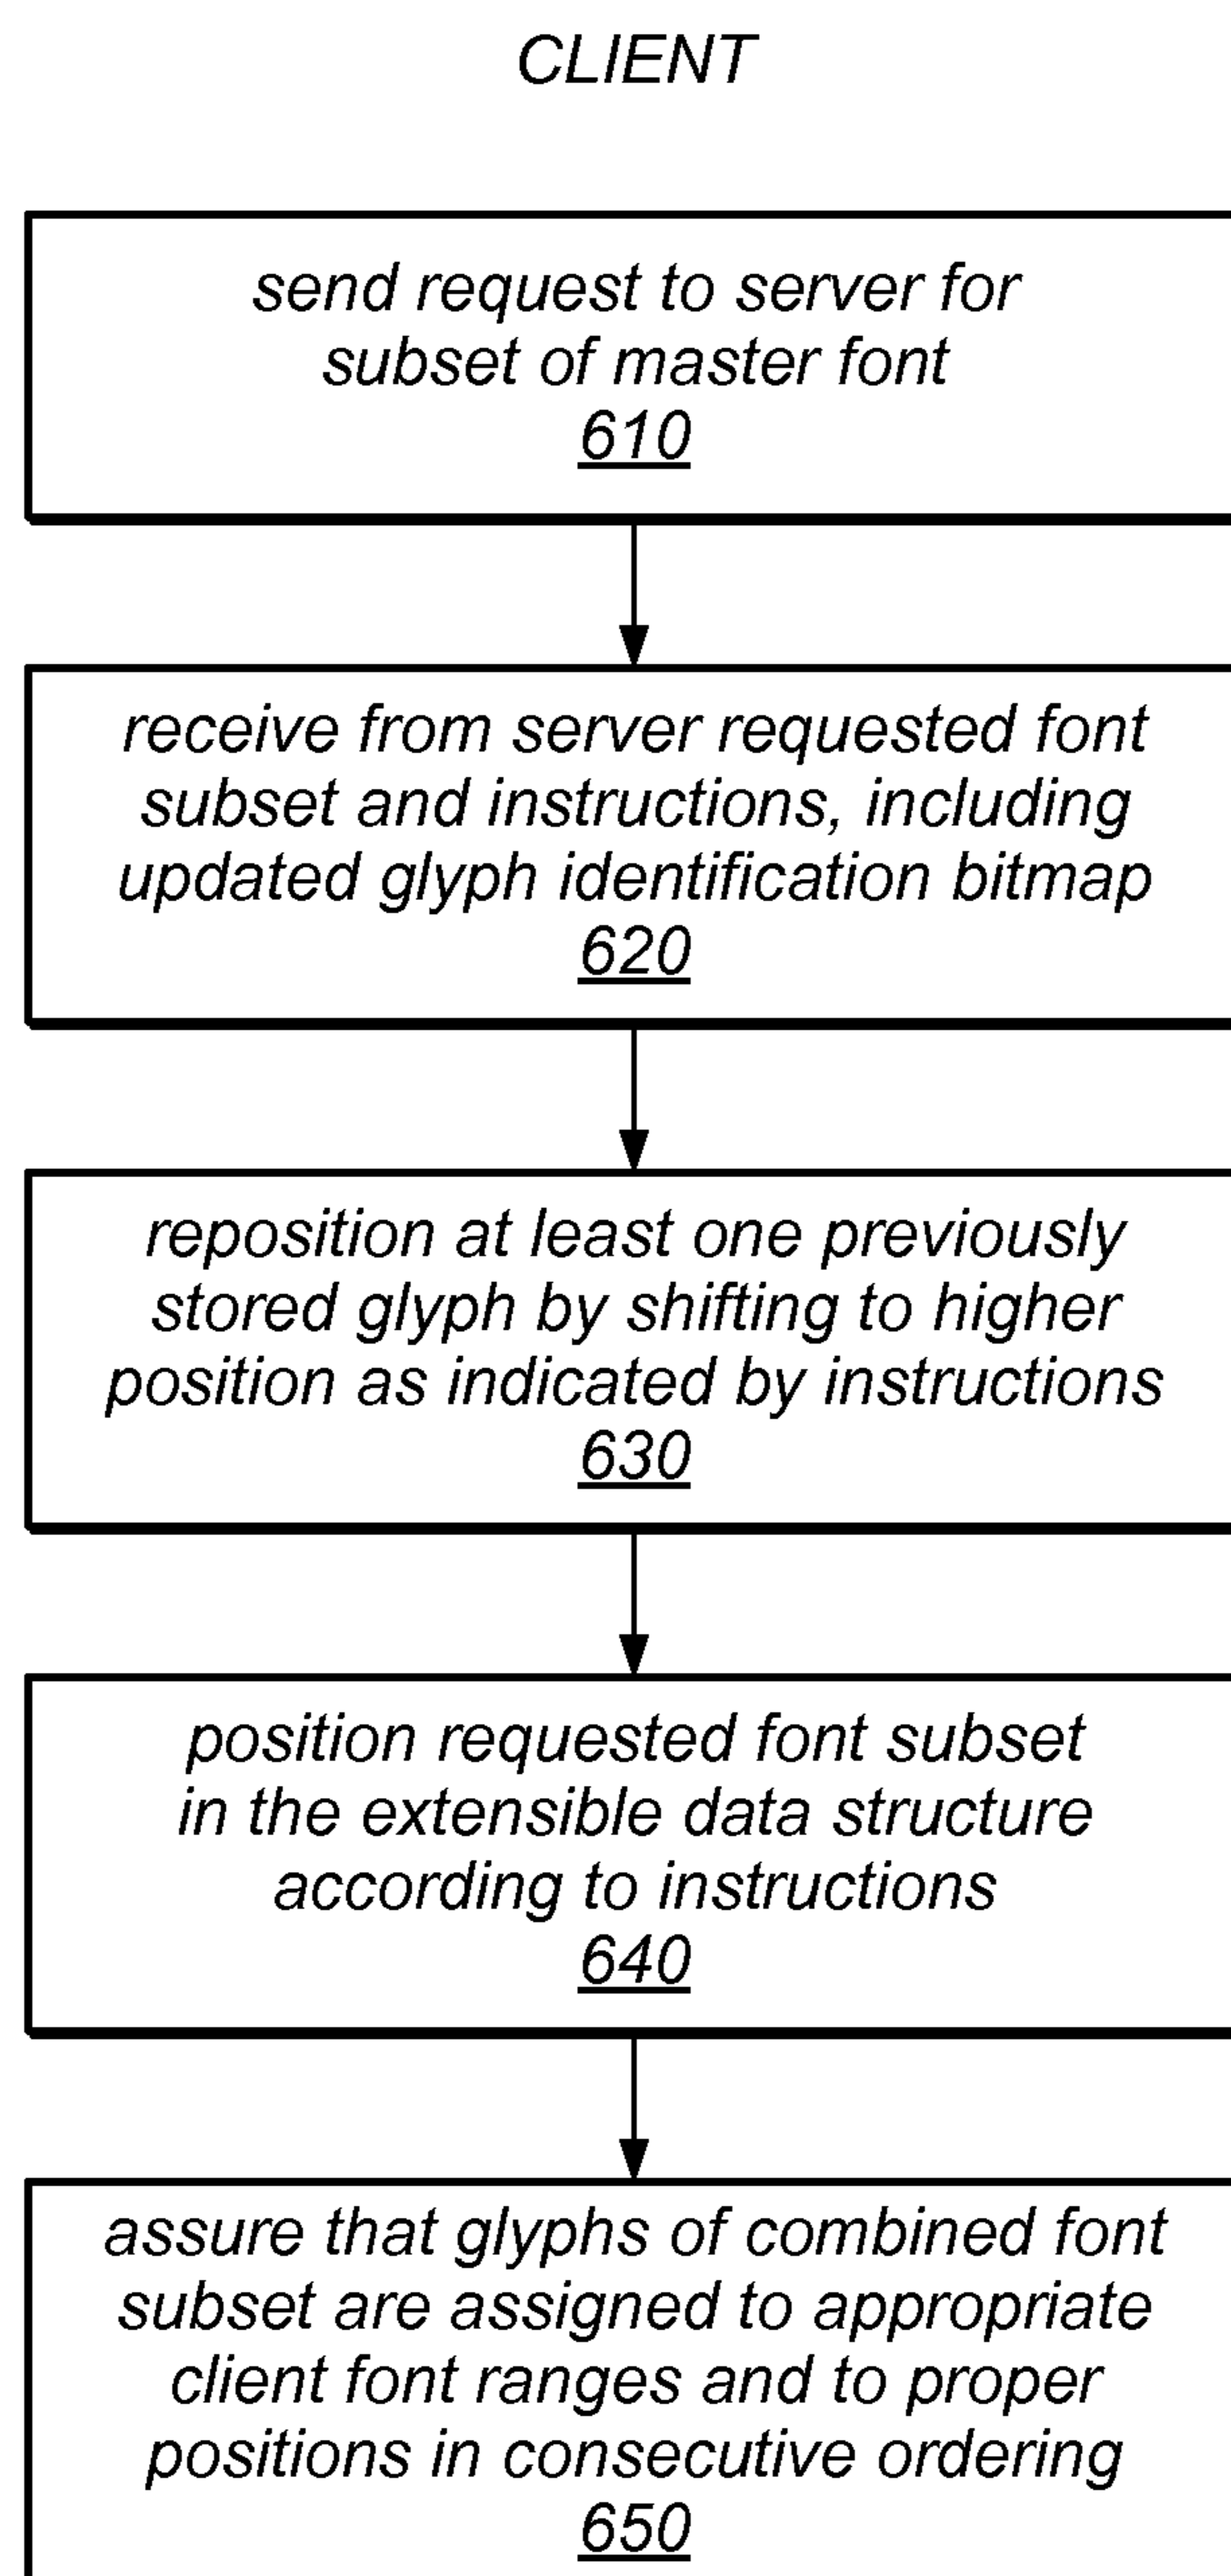 CLIENT
send request to server for
subset of master font
610
receive from server requested font
subset and instructions, including
updated glyph identification bitmap
620
reposition at least one previously
stored glyph by shifting to higher
position as indicated by instructions
630
position requested font subset
in the extensible data structure
according to instructions
640
assure that glyphs of combined font
subset are assigned to appropriate
client font ranges and to proper
positions in consecutive ordering
650